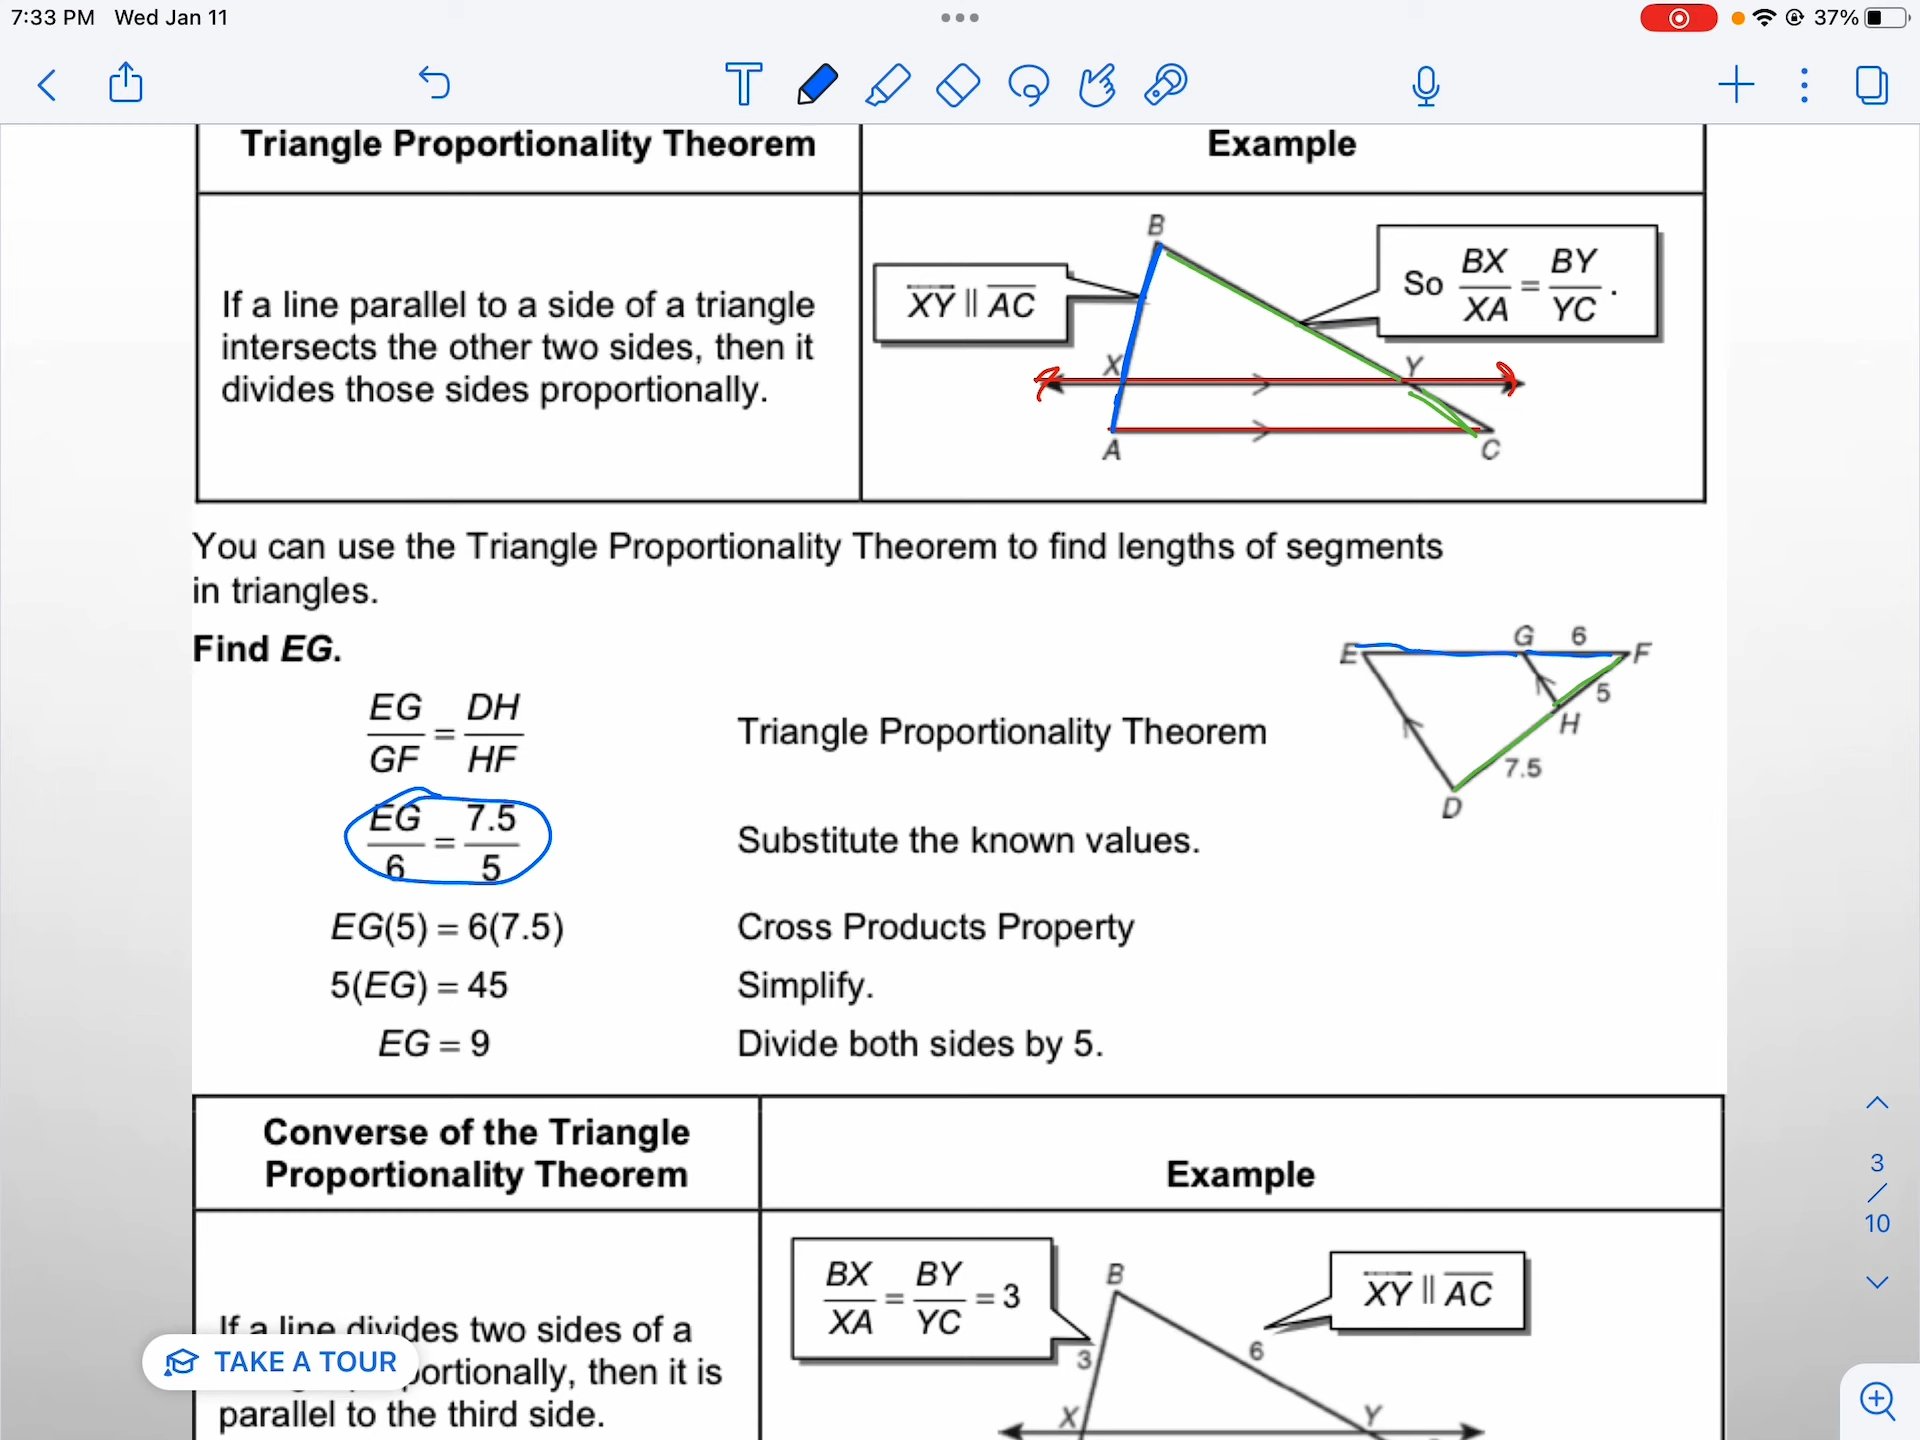 7:33 PM Wed Jan 11
37%
T
Triangle Proportionality Theorem
Example
If a line parallel to a side of a triangle
intersects the other two sides, then it
divides those sides proportionally.
XY || AC
B
So BX/XA = BY/YC.
X
Y
A
C
You can use the Triangle Proportionality Theorem to find lengths of segments
in triangles.
Find EG.
E
G
6
F
5
H
7.5
D
EG/GF = DH/HF
Triangle Proportionality Theorem
EG/6 = 7.5/5
Substitute the known values.
EG(5) = 6(7.5)
Cross Products Property
5(EG) = 45
Simplify.
EG = 9
Divide both sides by 5.
Converse of the Triangle
Proportionality Theorem
Example
If a line divides two sides of a
portionally, then it is
parallel to the third side.
BX/XA = BY/YC = 3
B
XY || AC
3
6
X
Y
TAKE A TOUR
3
/
10